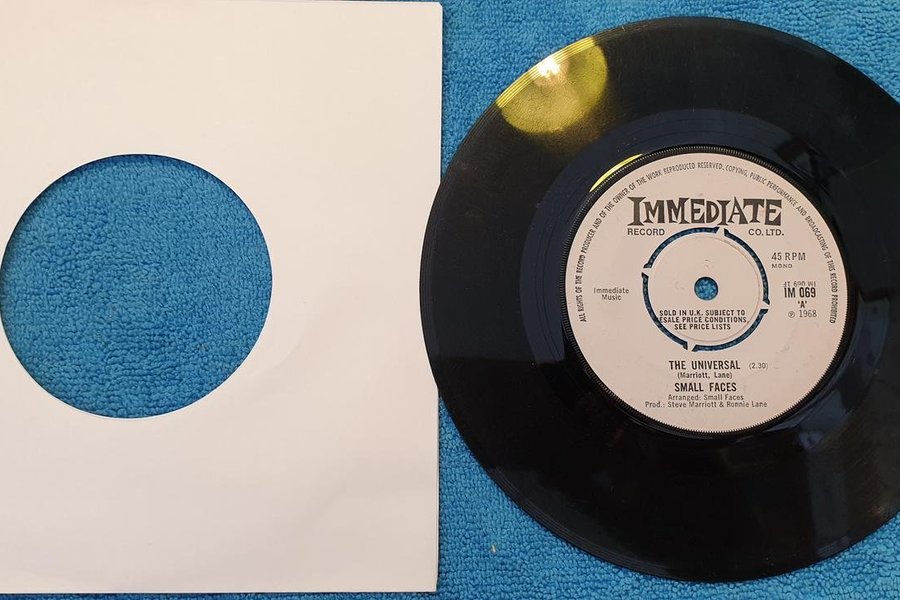 ALL RIGHTS OF THE RECORD PRODUCER AND OF THE OWNER OF THE WORK REPRODUCED RESERVED. COPYING, PUBLIC PERFORMANCE AND BROADCASTING OF THIS RECORD PROHIBITED
IMMEDIATE
RECORD CO. LTD.
45 RPM
MONO
Immediate
Music
IM 069
'A'
℗ 1968
SOLD IN U.K. SUBJECT TO
ESALE PRICE CONDITIONS,
SEE PRICE LISTS
THE UNIVERSAL (2.30)
(Marriott, Lane)
SMALL FACES
Arranged: Small Faces
Prod.: Steve Marriott & Ronnie Lane